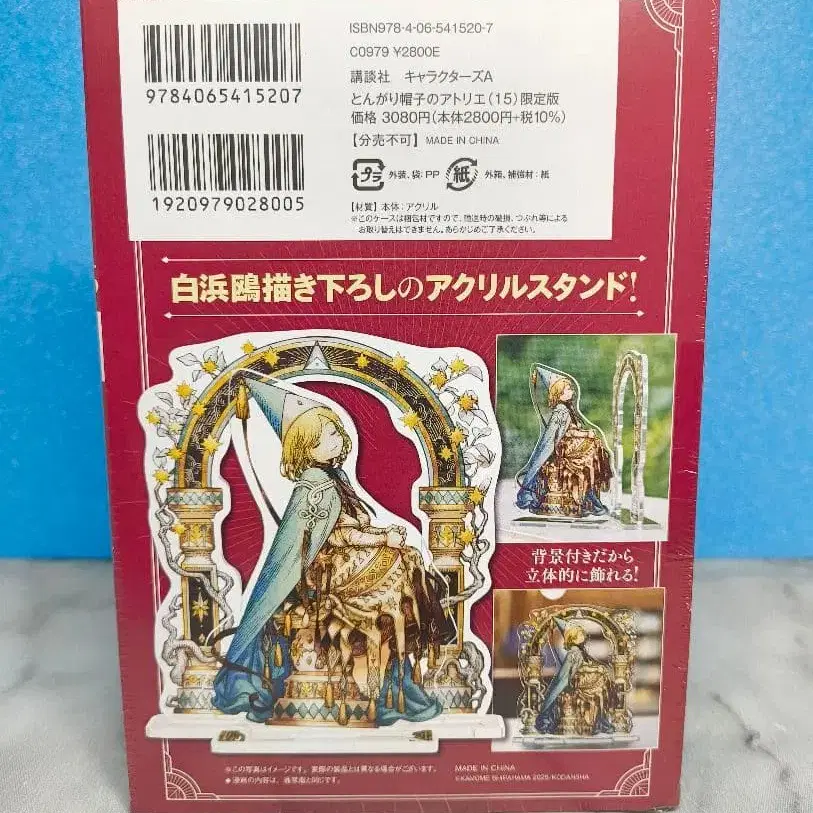 ISBN978-4-06-541520-7
C0979 ¥2800E
講談社 キャラクターズA
とんがり帽子のアトリエ(15)限定版
価格 3080円(本体2800円+税10%)
【分売不可】 MADE IN CHINA
9784065415207
1920979028005
プラ 外装、袋:PP 紙 外箱、補強材:紙
【材質】本体:アクリル
※このケースは梱包材ですので、輸送時の破損、つぶれ等による
お取り替えはできません。あらかじめご了承ください。
白浜鴎描き下ろしのアクリルスタンド!
背景付きだから
立体的に飾れる!
※この写真はイメージです。実際の製品とは異なる場合がございます。
●漫画の内容は、通常版と同じです。
MADE IN CHINA
©KAMOME SHIRAHAMA 2025/KODANSHA